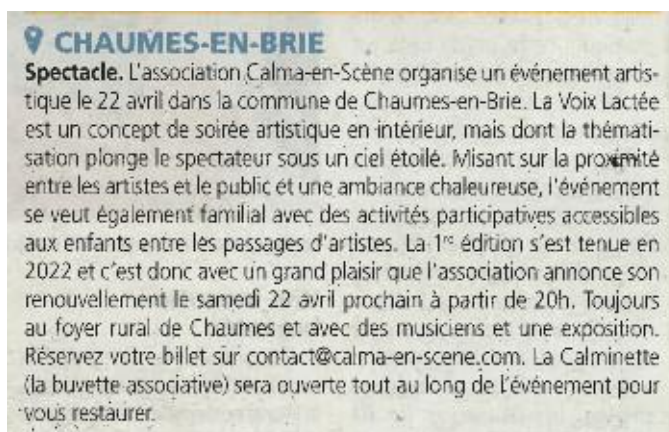 CHAUMES-EN-BRIE
Spectacle. L'association Calma-en-Scène organise un événement artis-
tique le 22 avril dans la commune de Chaumes-en-Brie. La Voix Lactée
est un concept de soirée artistique en intérieur, mais dont la thémati-
sation plonge le spectateur sous un ciel étoilé. Misant sur la proximité
entre les artistes et le public et une ambiance chaleureuse, l'événement
se veut également familial avec des activités participatives accessibles
aux enfants entre les passages d'artistes. La 1re édition s'est tenue en
2022 et c'est donc avec un grand plaisir que l'association annonce son
renouvellement le samedi 22 avril prochain à partir de 20h. Toujours
au foyer rural de Chaumes et avec des musiciens et une exposition.
Réservez votre billet sur contact@calma-en-scene.com. La Calminette
(la buvette associative) sera ouverte tout au long de l'événement pour
vous restaurer.